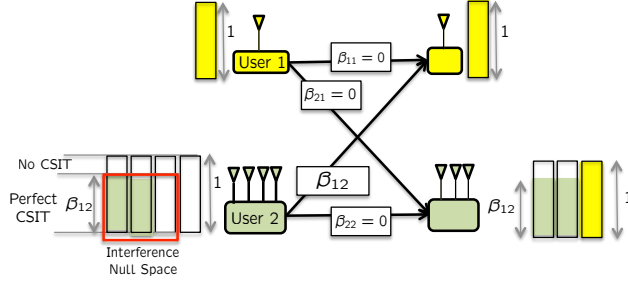 1
User 1
β11 = 0
1
β21 = 0
No CSIT
Perfect
CSIT
β12
1
User 2
β12
β22 = 0
β12
1
Interference
Null Space